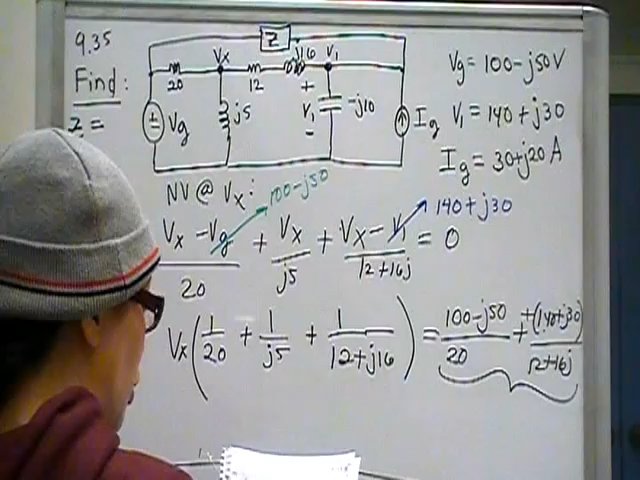 9.35
Find:
Z =
Z
Vx
j16
V1
20
12
+
Vg
j5
V1
-
-j10
Ig
Vg = 100-j50V
V1 = 140+j30
Ig = 30+j20 A
NV @ Vx:
100-j50
140+j30
Vx - Vg / 20 + Vx / j5 + Vx - V1 / 12+16j = 0
Vx ( 1/20 + 1/j5 + 1/12+j16 ) = 100-j50 / 20 + +(140+j30) / 12+16j